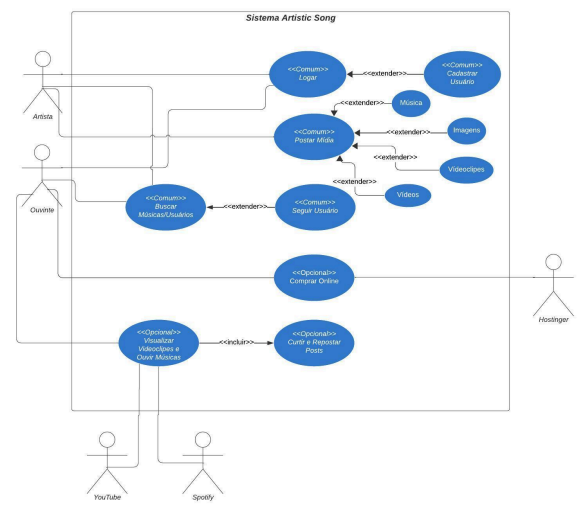 Sistema Artistic Song
<<Comum>>
Logar
<<extender>>
<<Comum>>
Cadastrar
Usuário
Artista
<<extender>>
Música
<<Comum>>
Postar Mídia
<<extender>>
Imagens
<<extender>>
Videoclipes
<<extender>>
Vídeos
Ouvinte
<<Comum>>
Buscar
Músicas/Usuários
<<extender>>
<<Comum>>
Seguir Usuário
<<Opcional>>
Comprar Online
Hostinger
<<Opcional>>
Visualizar
Videoclipes e
Ouvir Músicas
<<incluir>>
<<Opcional>>
Curtir e Repostar
Posts
YouTube
Spotify